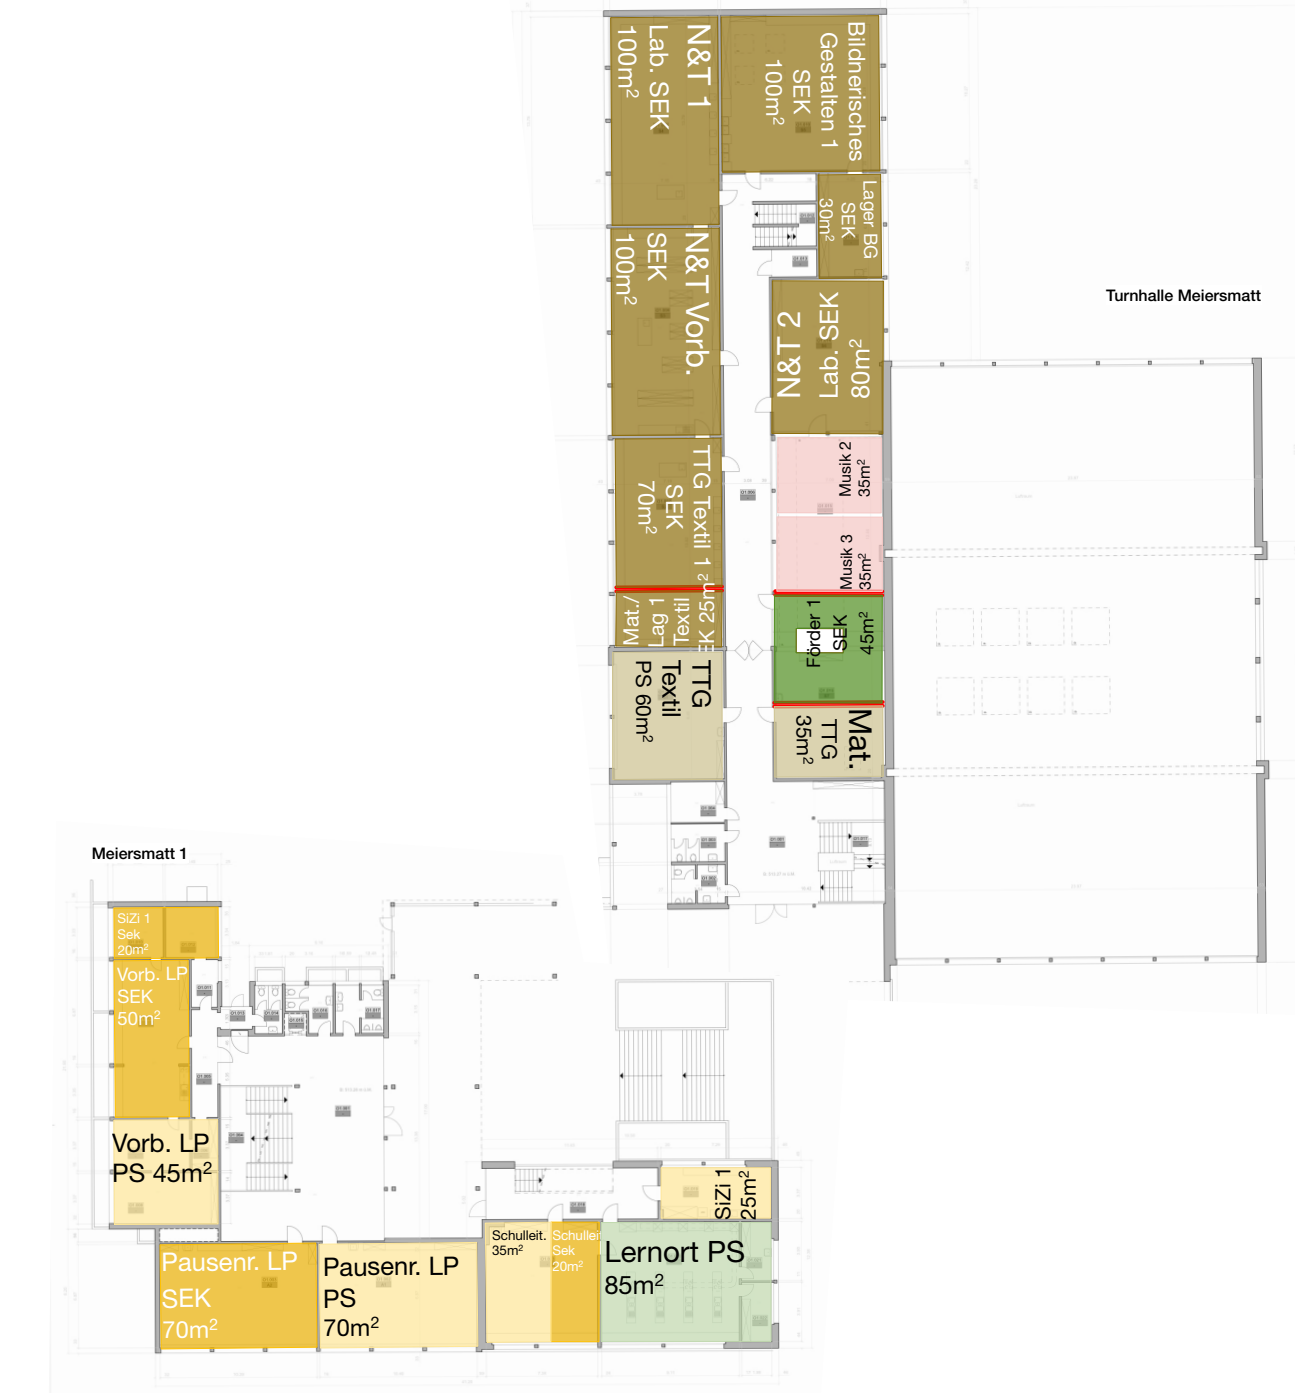 N&T 1
Lab. SEK
100m²
Bildnerisches
Gestalten 1
SEK
100m²
Lager BG
SEK
30m²
N&T Vorb.
SEK
100m²
N&T 2
Lab. SEK
80m²
Turnhalle Meiersmatt
TTG Textil 1
SEK
70m²
Musik 2
35m²
Musik 3
35m²
Mat./
Lag 1
Textil
EK 25m²
Förder 1
SEK
45m²
TTG
Textil
PS 60m²
Mat.
TTG
35m²
Meiersmatt 1
SiZi 1
Sek
20m²
Vorb. LP
SEK
50m²
Vorb. LP
PS 45m²
Pausenr. LP
SEK
70m²
Pausenr. LP
PS
70m²
Schulleit.
35m²
Schullei
Sek
20m²
Lernort PS
85m²
SiZi 1
25m²